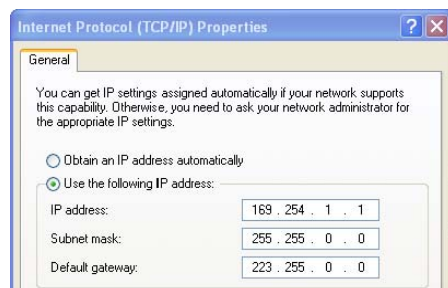 Internet Protocol (TCP/IP) Properties
General
You can get IP settings assigned automatically if your network supports
this capability. Otherwise, you need to ask your network administrator for
the appropriate IP settings.
Obtain an IP address automatically
Use the following IP address:
IP address: 169 . 254 . 1 . 1
Subnet mask: 255 . 255 . 0 . 0
Default gateway: 223 . 255 . 0 . 0